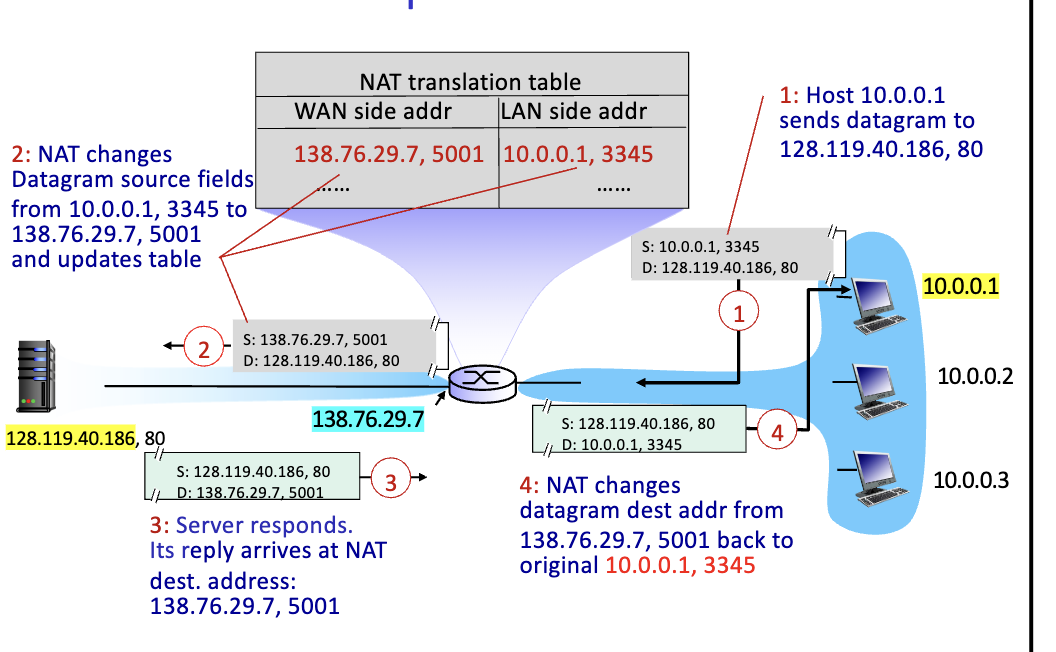 NAT translation table
WAN side addr
LAN side addr
138.76.29.7, 5001
10.0.0.1, 3345
......
......
1: Host 10.0.0.1
sends datagram to
128.119.40.186, 80
2: NAT changes
Datagram source fields
from 10.0.0.1, 3345 to
138.76.29.7, 5001
and updates table
S: 10.0.0.1, 3345
D: 128.119.40.186, 80
1
10.0.0.1
S: 138.76.29.7, 5001
D: 128.119.40.186, 80
2
10.0.0.2
138.76.29.7
128.119.40.186, 80
S: 128.119.40.186, 80
D: 10.0.0.1, 3345
4
S: 128.119.40.186, 80
D: 138.76.29.7, 5001
3
10.0.0.3
3: Server responds.
Its reply arrives at NAT
dest. address:
138.76.29.7, 5001
4: NAT changes
datagram dest addr from
138.76.29.7, 5001 back to
original 10.0.0.1, 3345